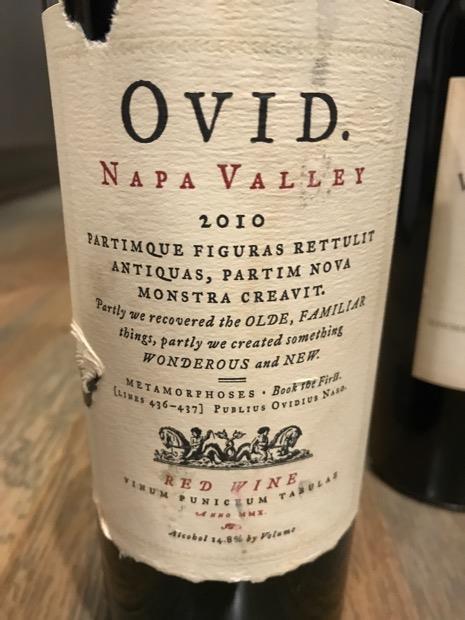 OVID.
NAPA VALLEY
2010
PARTIMQUE FIGURAS RETTULIT
ANTIQUAS, PARTIM NOVA
MONSTRA CREAVIT.
Partly we recovered the OLDE, FAMILIAR
things, partly we created something
WONDEROUS and NEW.
METAMORPHOSES · Book the First.
[LINES 436–437] PUBLIUS OVIDIUS NASO.
RED WINE
VINUM PUNICEUM TABULAE
ANNO MMX.
Alcohol 14.8% by Volume